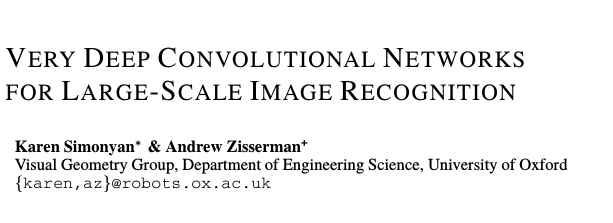 VERY DEEP CONVOLUTIONAL NETWORKS
FOR LARGE-SCALE IMAGE RECOGNITION
Karen Simonyan* & Andrew Zisserman+
Visual Geometry Group, Department of Engineering Science, University of Oxford
{karen,az}@robots.ox.ac.uk